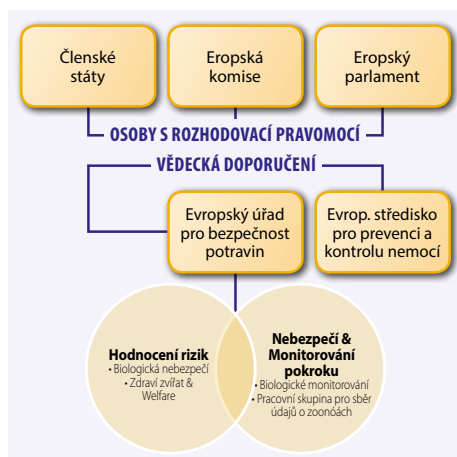 Členské
státy
Eropská
komise
Eropský
parlament
OSOBY S ROZHODOVACÍ PRAVOMOCÍ
VĚDECKÁ DOPORUČENÍ
Evropský úřad
pro bezpečnost
potravin
Evrop. středisko
pro prevenci a
kontrolu nemocí
Hodnocení rizik
• Biologická nebezpečí
• Zdraví zvířat &
Welfare
Nebezpečí &
Monitorování
pokroku
• Biologické monitorování
• Pracovní skupina pro sběr
údajů o zoonóách